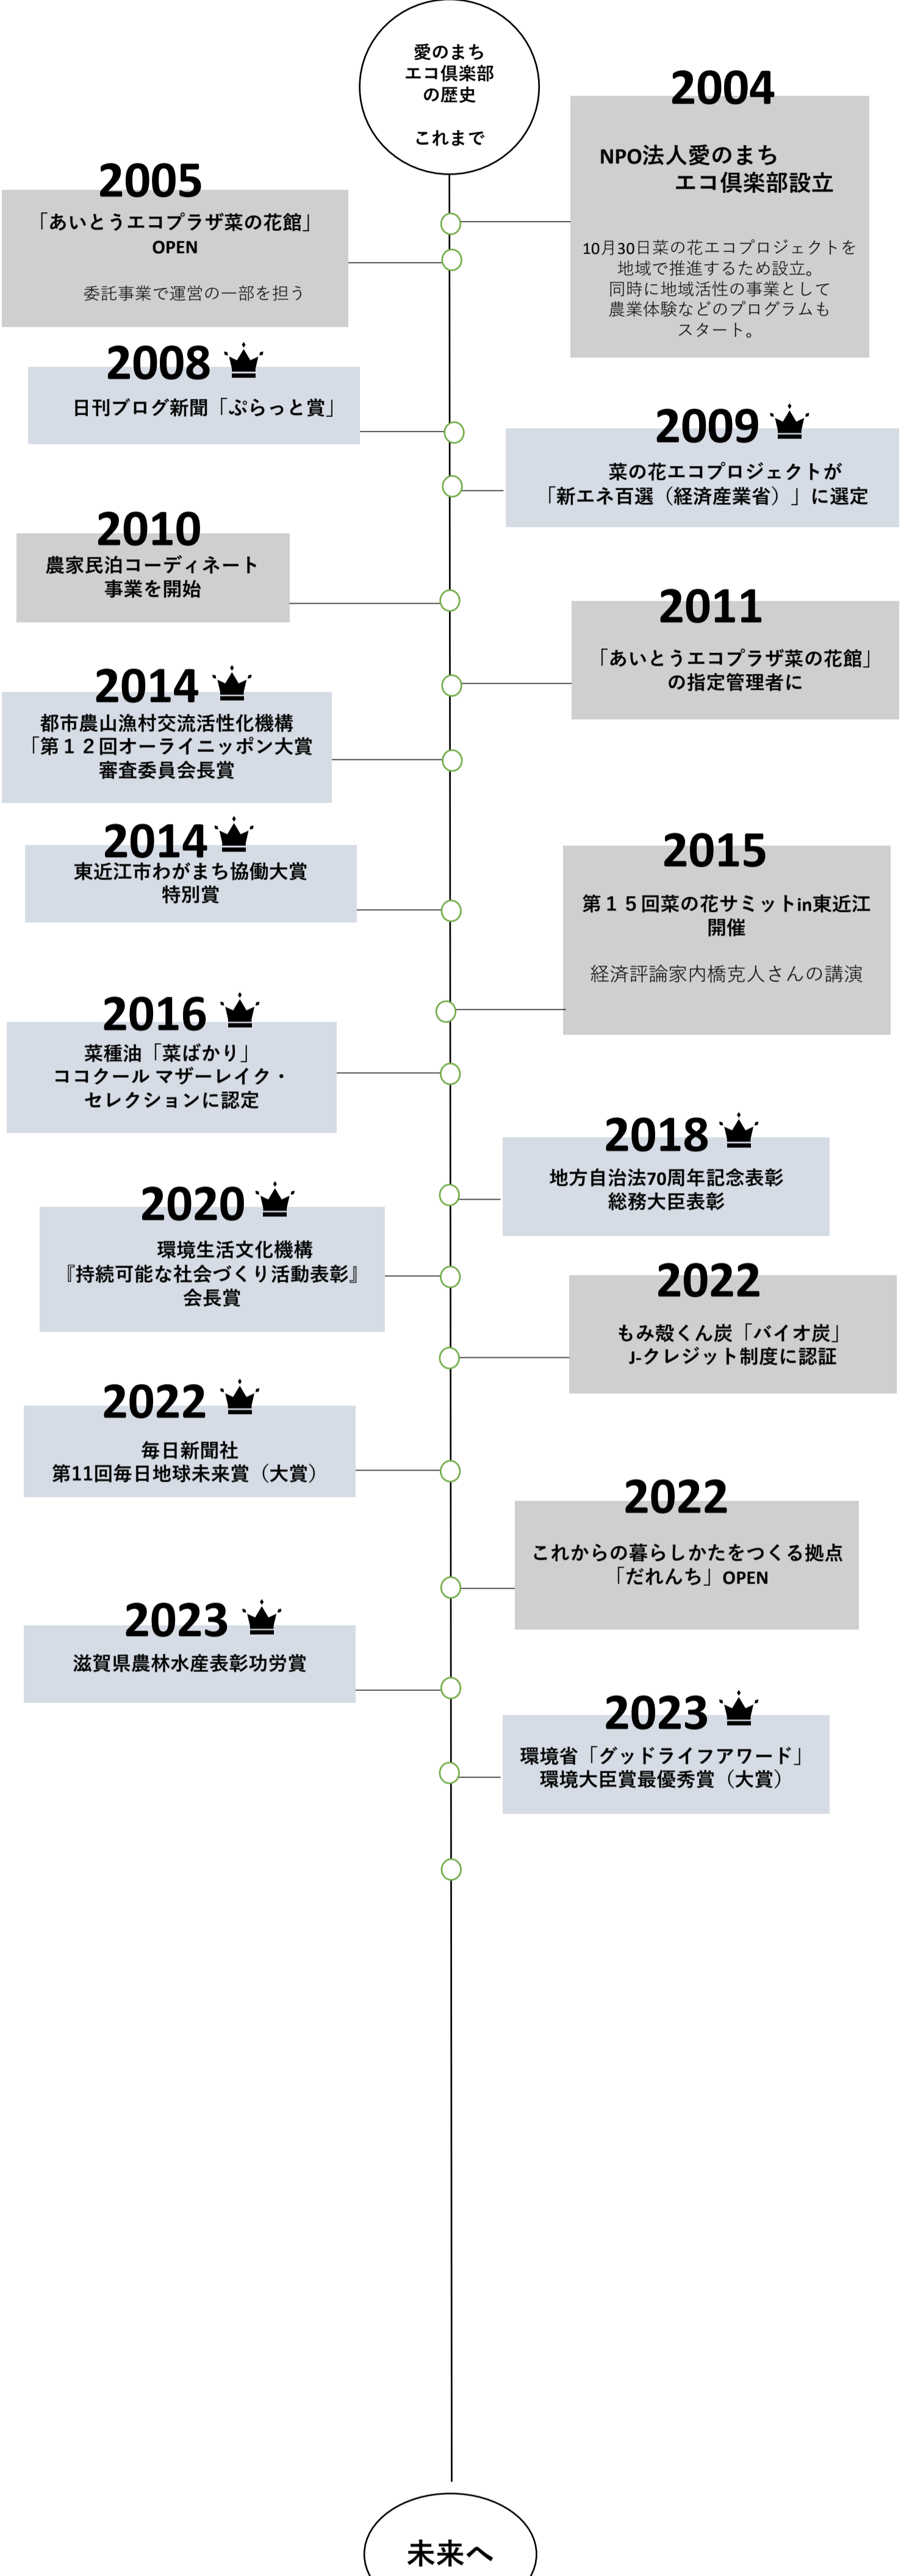 愛のまち
エコ倶楽部
の歴史
これまで
2004
NPO法人愛のまち
エコ倶楽部設立
10月30日菜の花エコプロジェクトを
地域で推進するため設立。
同時に地域活性の事業として
農業体験などのプログラムも
スタート。
2005
「あいとうエコプラザ菜の花館」
OPEN
委託事業で運営の一部を担う
2008
日刊ブログ新聞「ぷらっと賞」
2009
菜の花エコプロジェクトが
「新エネ百選（経済産業省）」に選定
2010
農家民泊コーディネート
事業を開始
2011
「あいとうエコプラザ菜の花館」
の指定管理者に
2014
都市農山漁村交流活性化機構
「第１２回オーライニッポン大賞
審査委員会長賞
2014
東近江市わがまち協働大賞
特別賞
2015
第１５回菜の花サミットin東近江
開催
経済評論家内橋克人さんの講演
2016
菜種油「菜ばかり」
ココクール マザーレイク・
セレクションに認定
2018
地方自治法70周年記念表彰
総務大臣表彰
2020
環境生活文化機構
『持続可能な社会づくり活動表彰』
会長賞
2022
もみ殻くん炭「バイオ炭」
J-クレジット制度に認証
2022
毎日新聞社
第11回毎日地球未来賞（大賞）
2022
これからの暮らしかたをつくる拠点
「だれんち」OPEN
2023
滋賀県農林水産表彰功労賞
2023
環境省「グッドライフアワード」
環境大臣賞最優秀賞（大賞）
未来へ